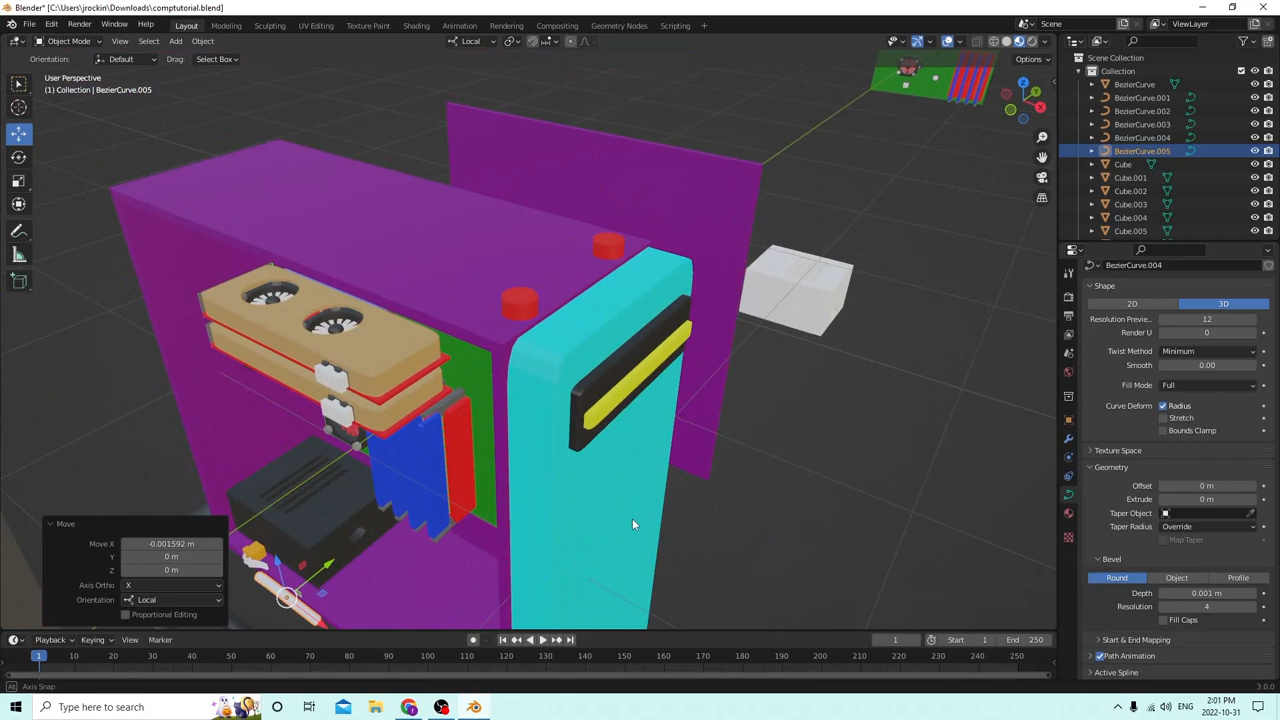 Blender* [C:\Users\jrockin\Downloads\comptutorial.blend]
File Edit Render Window Help Layout Modeling Sculpting UV Editing Texture Paint Shading Animation Rendering Compositing Geometry Nodes Scripting + Scene ViewLayer
Object Mode View Select Add Object Local
Orientation: Default Drag: Select Box Options
User Perspective
(1) Collection | BezierCurve.005
Z
Y
X
Scene Collection
Collection
BezierCurve
BezierCurve.001
BezierCurve.002
BezierCurve.003
BezierCurve.004
BezierCurve.005
Cube
Cube.001
Cube.002
Cube.003
Cube.004
Cube.005
BezierCurve.004
Shape
2D 3D
Resolution Preview.. 12
Render U 0
Twist Method Minimum
Smooth 0.00
Fill Mode Full
Curve Deform Radius
Stretch
Bounds Clamp
Texture Space
Geometry
Offset 0 m
Extrude 0 m
Taper Object
Taper Radius Override
Map Taper
Bevel
Round Object Profile
Depth 0.001 m
Resolution 4
Fill Caps
Start & End Mapping
Path Animation
Active Spline
Move
Move X -0.001592 m
Y 0 m
Z 0 m
Axis Ortho X
Orientation Local
Proportional Editing
Playback Keying View Marker 1 Start 1 End 250
1 10 20 30 40 50 60 70 80 90 100 110 120 130 140 150 160 170 180 190 200 210 220 230 240 250
Axis Snap 3.0.0
Type here to search ENG 2:01 PM
2022-10-31